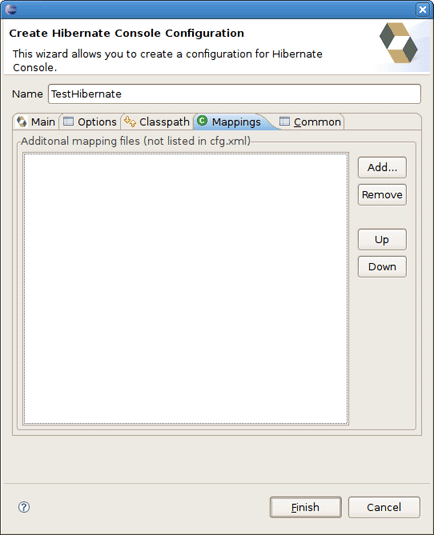 Create Hibernate Console Configuration
This wizard allows you to create a configuration for Hibernate
Console.
Name TestHibernate
Main Options Classpath C Mappings Common
Additonal mapping files (not listed in cfg.xml)
Add...
Remove
Up
Down
? Finish Cancel